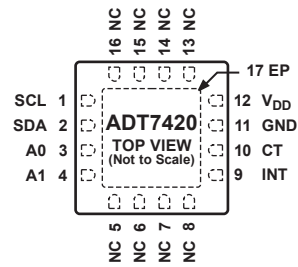 16 NC
15 NC
14 NC
13 NC
17 EP
SCL 1
SDA 2
A0 3
A1 4
ADT7420
TOP VIEW
(Not to Scale)
12 VDD
11 GND
10 CT
9 INT
NC 5
NC 6
NC 7
NC 8